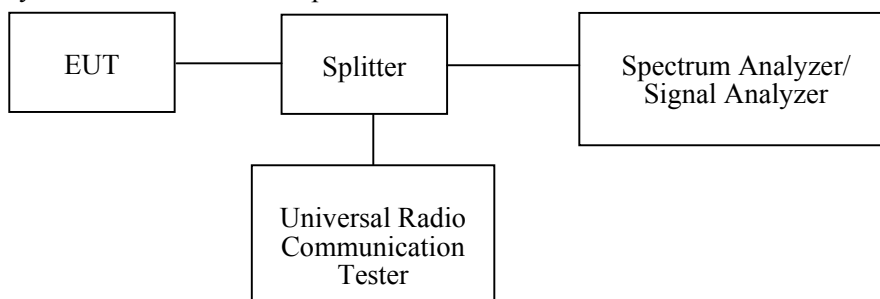 EUT
Splitter
Spectrum Analyzer/
Signal Analyzer
Universal Radio
Communication
Tester